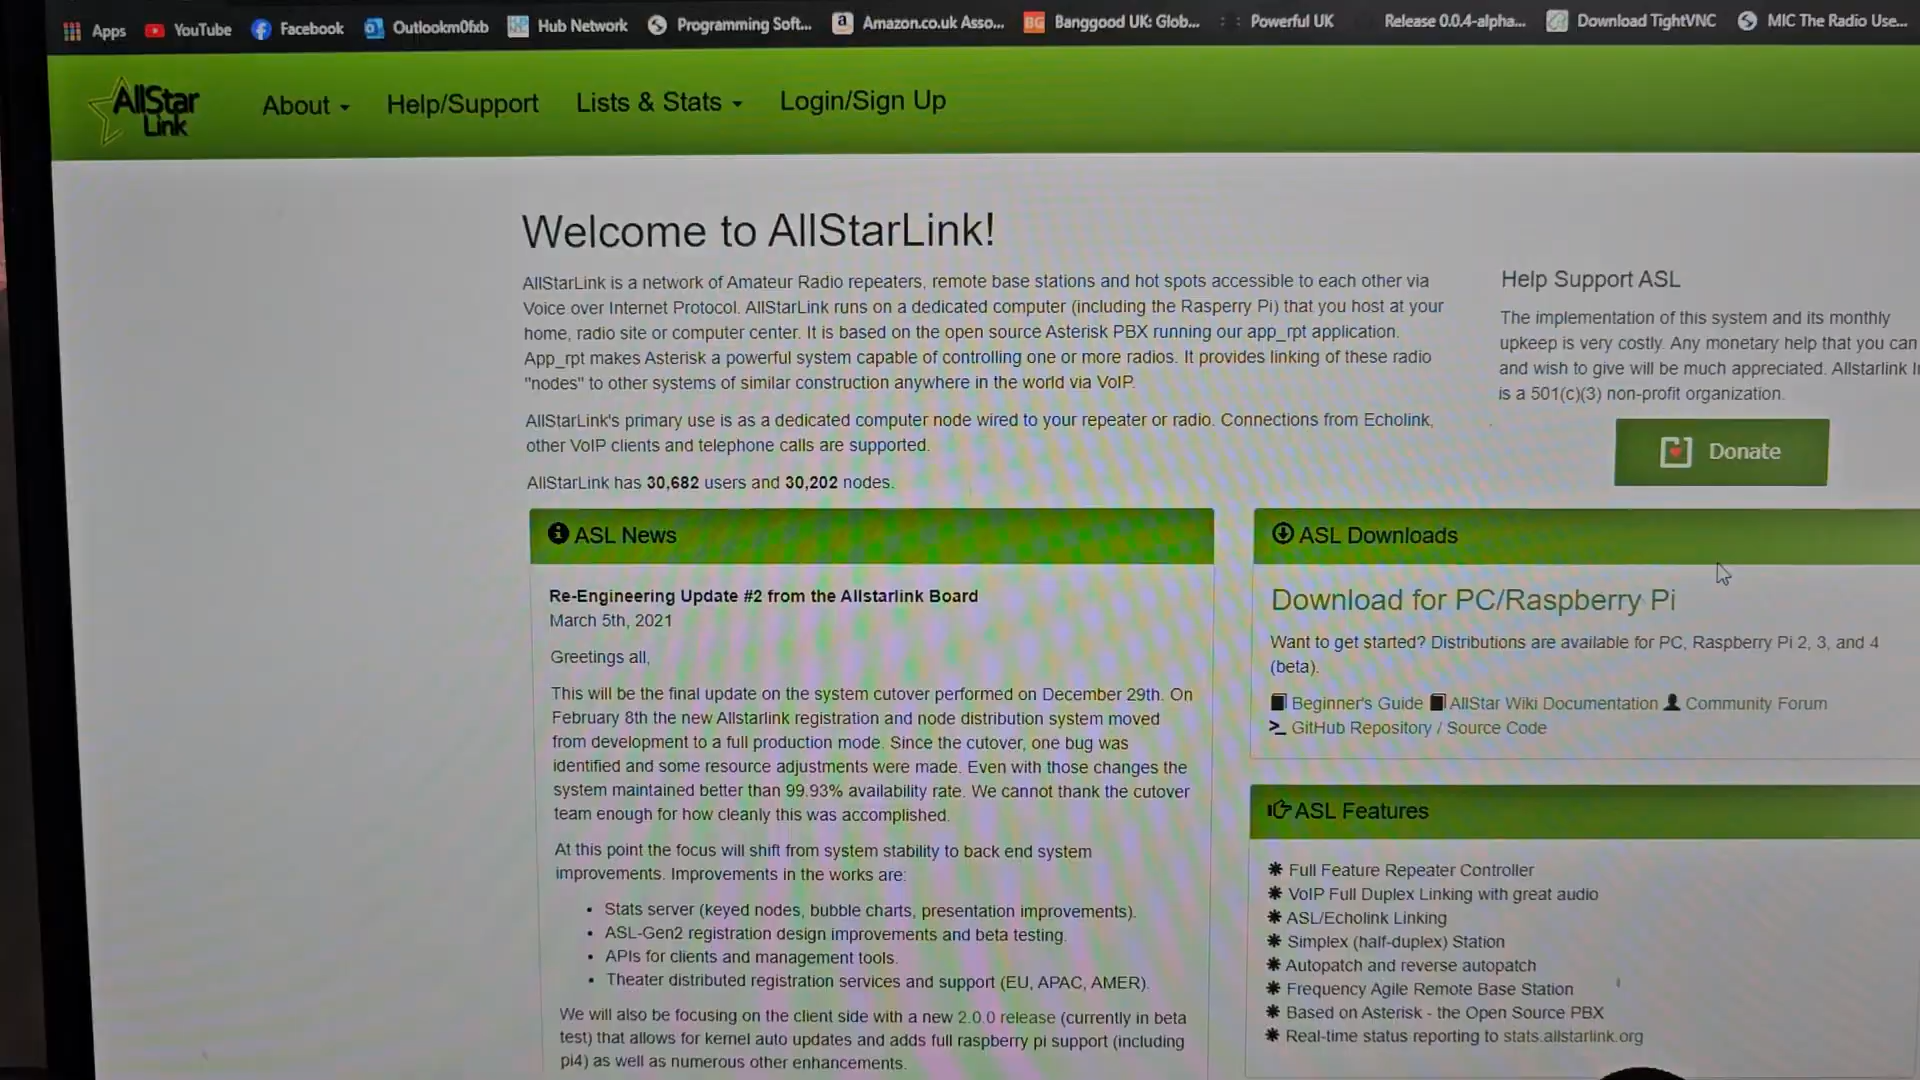 Apps YouTube Facebook Outlookm0fxb Hub Network Programming Soft... Amazon.co.uk Asso... Banggood UK: Glob... Powerful UK Release 0.0.4-alpha... Download TightVNC MIC The Radio Use...
AllStar
Link
About Help/Support Lists & Stats Login/Sign Up
Welcome to AllStarLink!
AllStarLink is a network of Amateur Radio repeaters, remote base stations and hot spots accessible to each other via
Voice over Internet Protocol. AllStarLink runs on a dedicated computer (including the Rasperry Pi) that you host at your
home, radio site or computer center. It is based on the open source Asterisk PBX running our app_rpt application.
App_rpt makes Asterisk a powerful system capable of controlling one or more radios. It provides linking of these radio
"nodes" to other systems of similar construction anywhere in the world via VoIP.
AllStarLink's primary use is as a dedicated computer node wired to your repeater or radio. Connections from Echolink,
other VoIP clients and telephone calls are supported.
AllStarLink has 30,682 users and 30,202 nodes.
Help Support ASL
The implementation of this system and its monthly
upkeep is very costly. Any monetary help that you can
and wish to give will be much appreciated. Allstarlink
is a 501(c)(3) non-profit organization.
Donate
ASL News
Re-Engineering Update #2 from the Allstarlink Board
March 5th, 2021
Greetings all,
This will be the final update on the system cutover performed on December 29th. On
February 8th the new Allstarlink registration and node distribution system moved
from development to a full production mode. Since the cutover, one bug was
identified and some resource adjustments were made. Even with those changes the
system maintained better than 99.93% availability rate. We cannot thank the cutover
team enough for how cleanly this was accomplished.
At this point the focus will shift from system stability to back end system
improvements. Improvements in the works are:
• Stats server (keyed nodes, bubble charts, presentation improvements).
• ASL-Gen2 registration design improvements and beta testing.
• APIs for clients and management tools.
• Theater distributed registration services and support (EU, APAC, AMER).
We will also be focusing on the client side with a new 2.0.0 release (currently in beta
test) that allows for kernel auto updates and adds full raspberry pi support (including
pi4) as well as numerous other enhancements.
ASL Downloads
Download for PC/Raspberry Pi
Want to get started? Distributions are available for PC, Raspberry Pi 2, 3, and 4
(beta).
Beginner's Guide AllStar Wiki Documentation Community Forum
GitHub Repository / Source Code
ASL Features
Full Feature Repeater Controller
VoIP Full Duplex Linking with great audio
ASL/Echolink Linking
Simplex (half-duplex) Station
Autopatch and reverse autopatch
Frequency Agile Remote Base Station
Based on Asterisk - the Open Source PBX
Real-time status reporting to stats.allstarlink.org